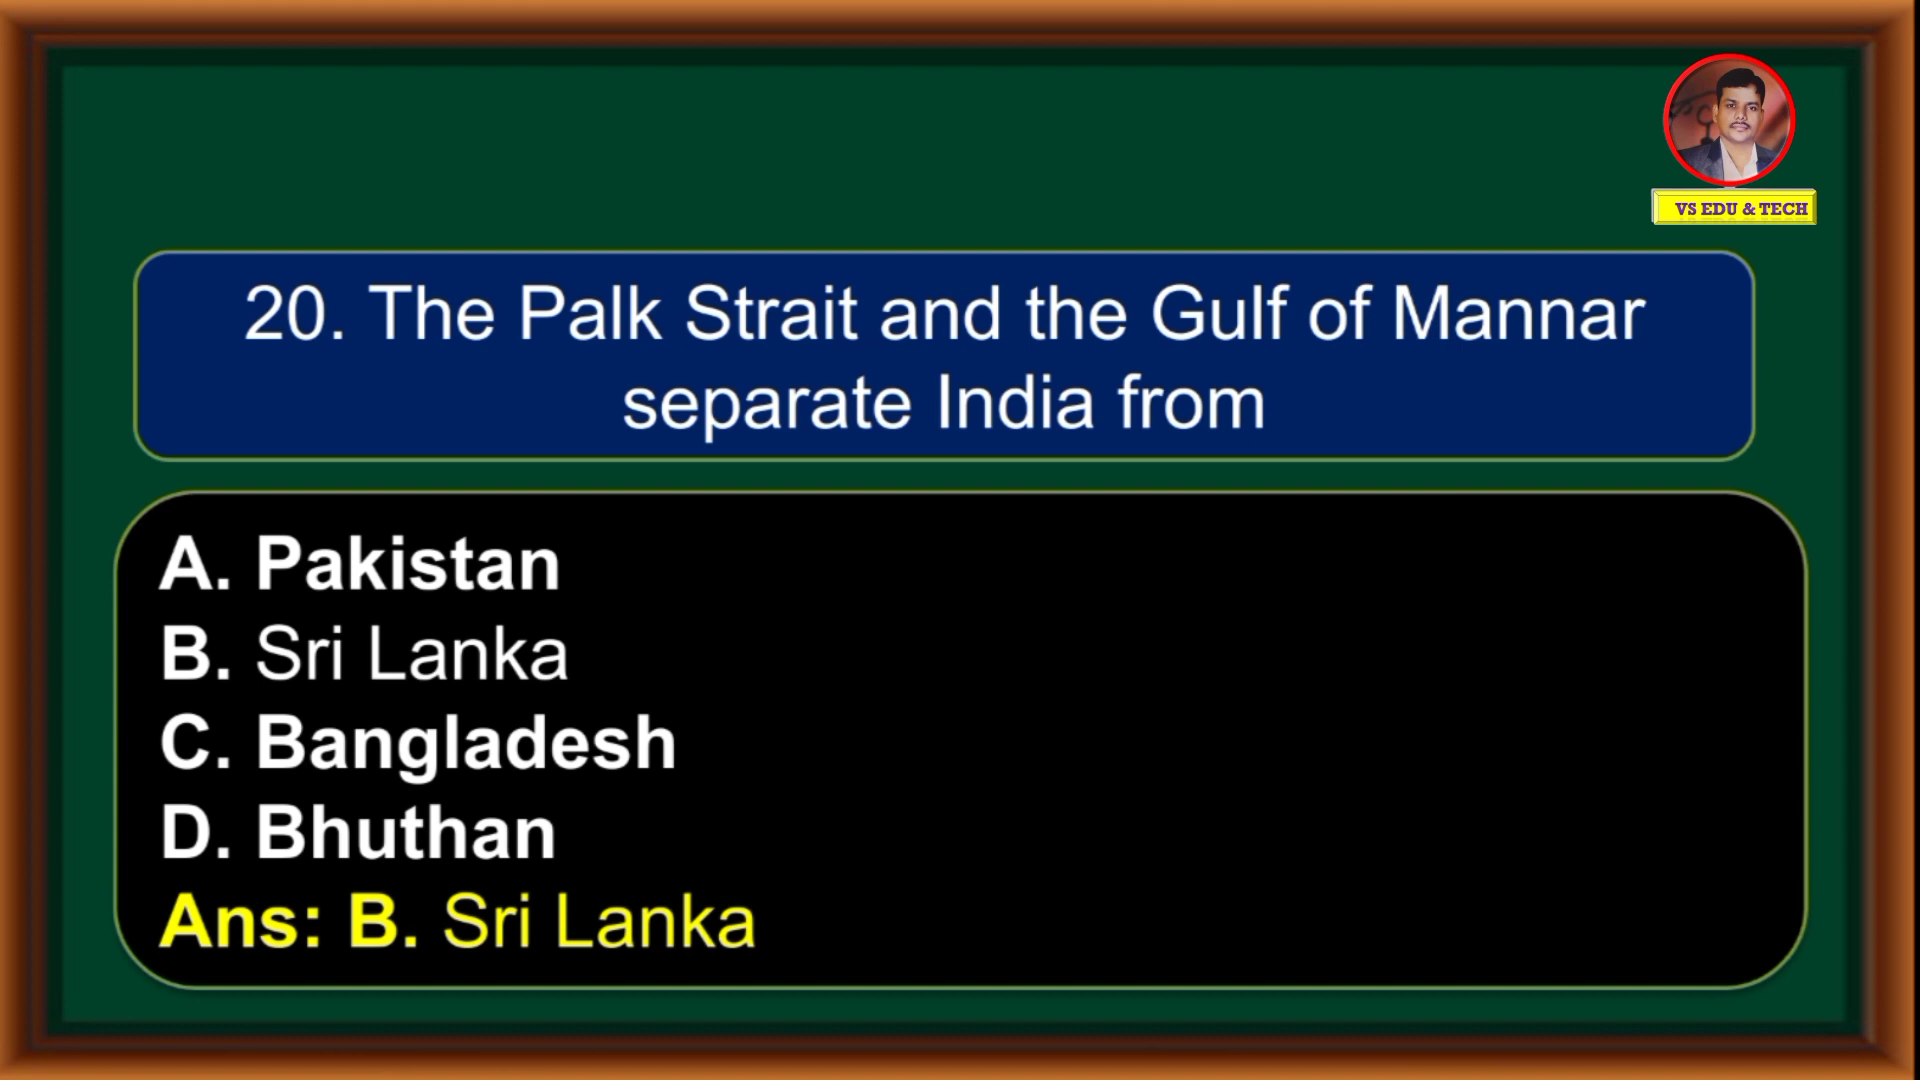 VS EDU & TECH
20. The Palk Strait and the Gulf of Mannar
separate India from
A. Pakistan
B. Sri Lanka
C. Bangladesh
D. Bhuthan
Ans: B. Sri Lanka